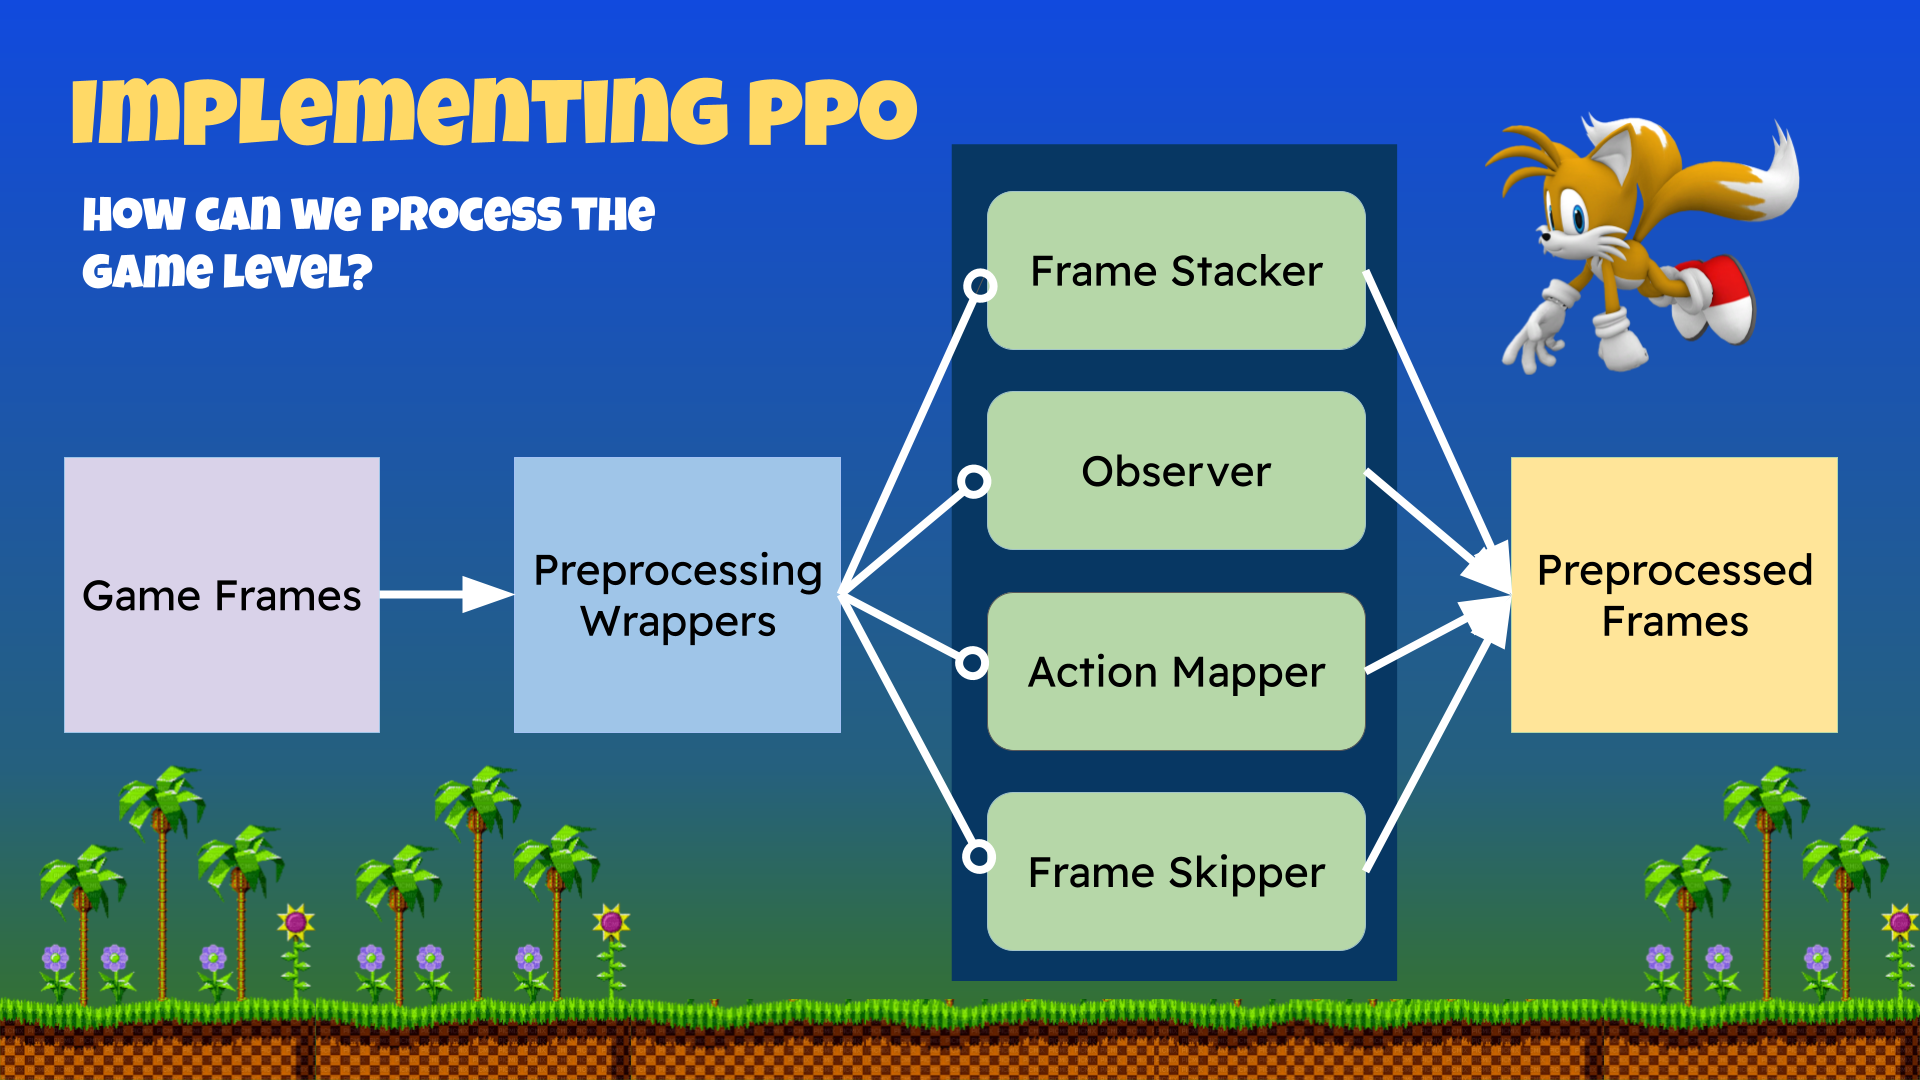 Implementing PPO
How can we process the
game level?
Frame Stacker
Observer
Game Frames
Preprocessing
Wrappers
Preprocessed
Frames
Action Mapper
Frame Skipper